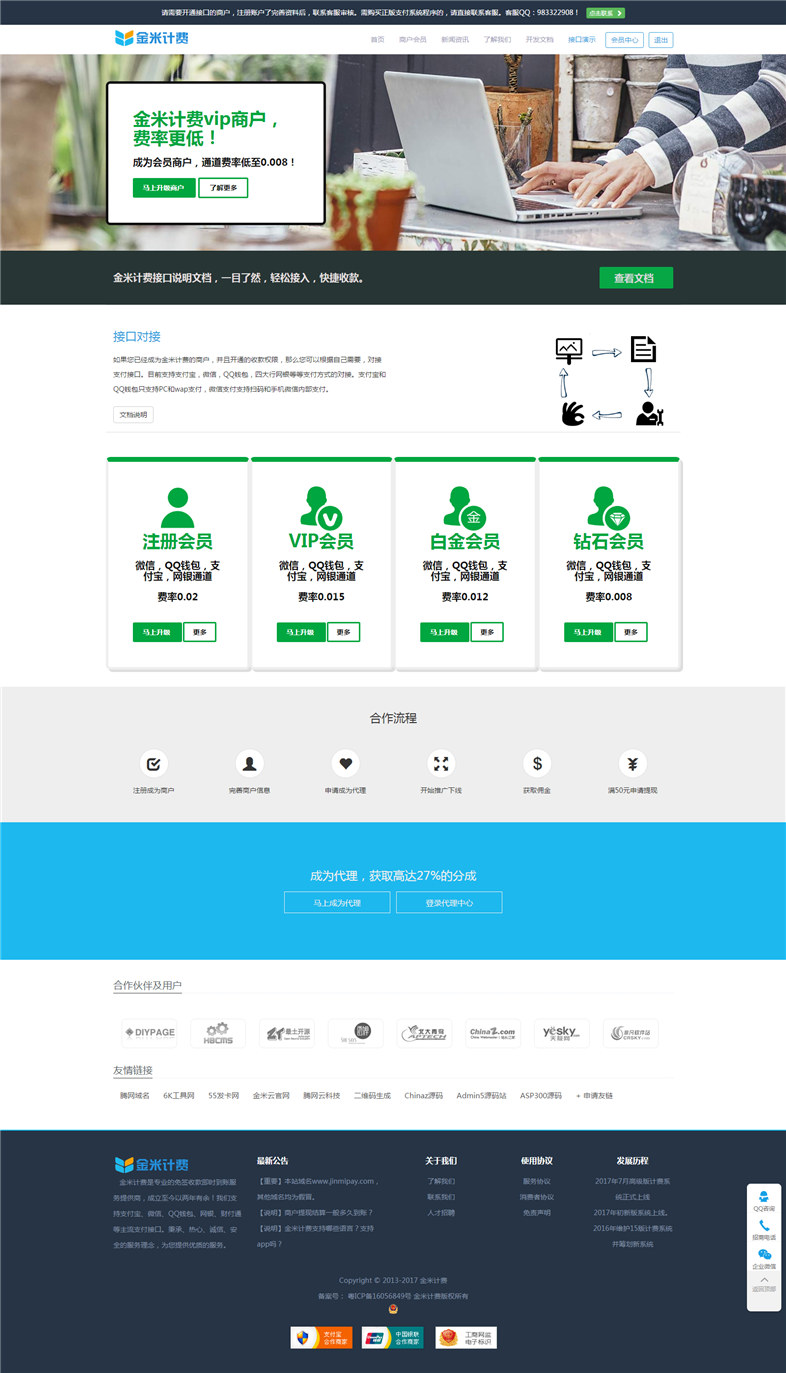 请需要开通接口的商户，注册账户了完善资料后，联系客服审核。需购买正版支付系统程序的，请直接联系客服。客服QQ：983322908！ 点击联系
金米计费 首页 商户会员 新闻资讯 了解我们 开发文档 接口演示 会员中心 退出
金米计费vip商户，
费率更低！
成为会员商户，通道费率低至0.008！
马上升级商户 了解更多
金米计费接口说明文档，一目了然，轻松接入，快捷收款。 查看文档
接口对接
如果您已经成为金米计费的商户，并且开通的收款权限，那么您可以根据自己需要，对接
支付接口。目前支持支付宝，微信，QQ钱包，四大行网银等等支付方式的对接。支付宝和
QQ钱包只支持PC和wap支付，微信支付支持扫码和手机微信内部支付。
文档说明
注册会员 VIP会员 白金会员 钻石会员
微信，QQ钱包，支 微信，QQ钱包，支 微信，QQ钱包，支 微信，QQ钱包，支
付宝，网银通道 付宝，网银通道 付宝，网银通道 付宝，网银通道
费率0.02 费率0.015 费率0.012 费率0.008
马上升级 更多 马上升级 更多 马上升级 更多 马上升级 更多
合作流程
注册成为商户 完善商户信息 申请成为代理 开始推广下线 获取佣金 满50元申请提现
成为代理，获取高达27%的分成
马上成为代理 登录代理中心
合作伙伴及用户
DIYPAGE HBCMS 最土开源 北大青鸟 APTECH ChinaZ.com yesky 天极网 非凡软件站 CRSKY.com
友情链接
腾网域名 6K工具网 55发卡网 金米云官网 腾网云科技 二维码生成 Chinaz源码 Admin5源码站 ASP300源码 + 申请友链
金米计费
金米计费是专业的免签收款即时到账服
务提供商，成立至今以两年有余！我们支
持支付宝、微信、QQ钱包、网银、财付通
等主流支付接口。秉承、热心、诚信、安
全的服务理念，为您提供优质的服务。
最新公告
【重要】本站域名www.jinmipay.com，
其他域名均为假冒。
【说明】商户提现结算一般多久到账？
【说明】金米计费支持哪些语言？支持
app吗？
关于我们
了解我们
联系我们
人才招聘
使用协议
服务协议
消费者协议
免责声明
发展历程
2017年7月高级版计费系
统正式上线
2017年初新版系统上线。
2016年维护15版计费系统
并筹划新系统
QQ咨询
招商电话
企业微信
返回顶部
Copyright © 2013-2017 金米计费
备案号： 粤ICP备16056849号 金米计费版权所有
支付宝
合作商家
中国银联
合作商家
工商网监
电子标识